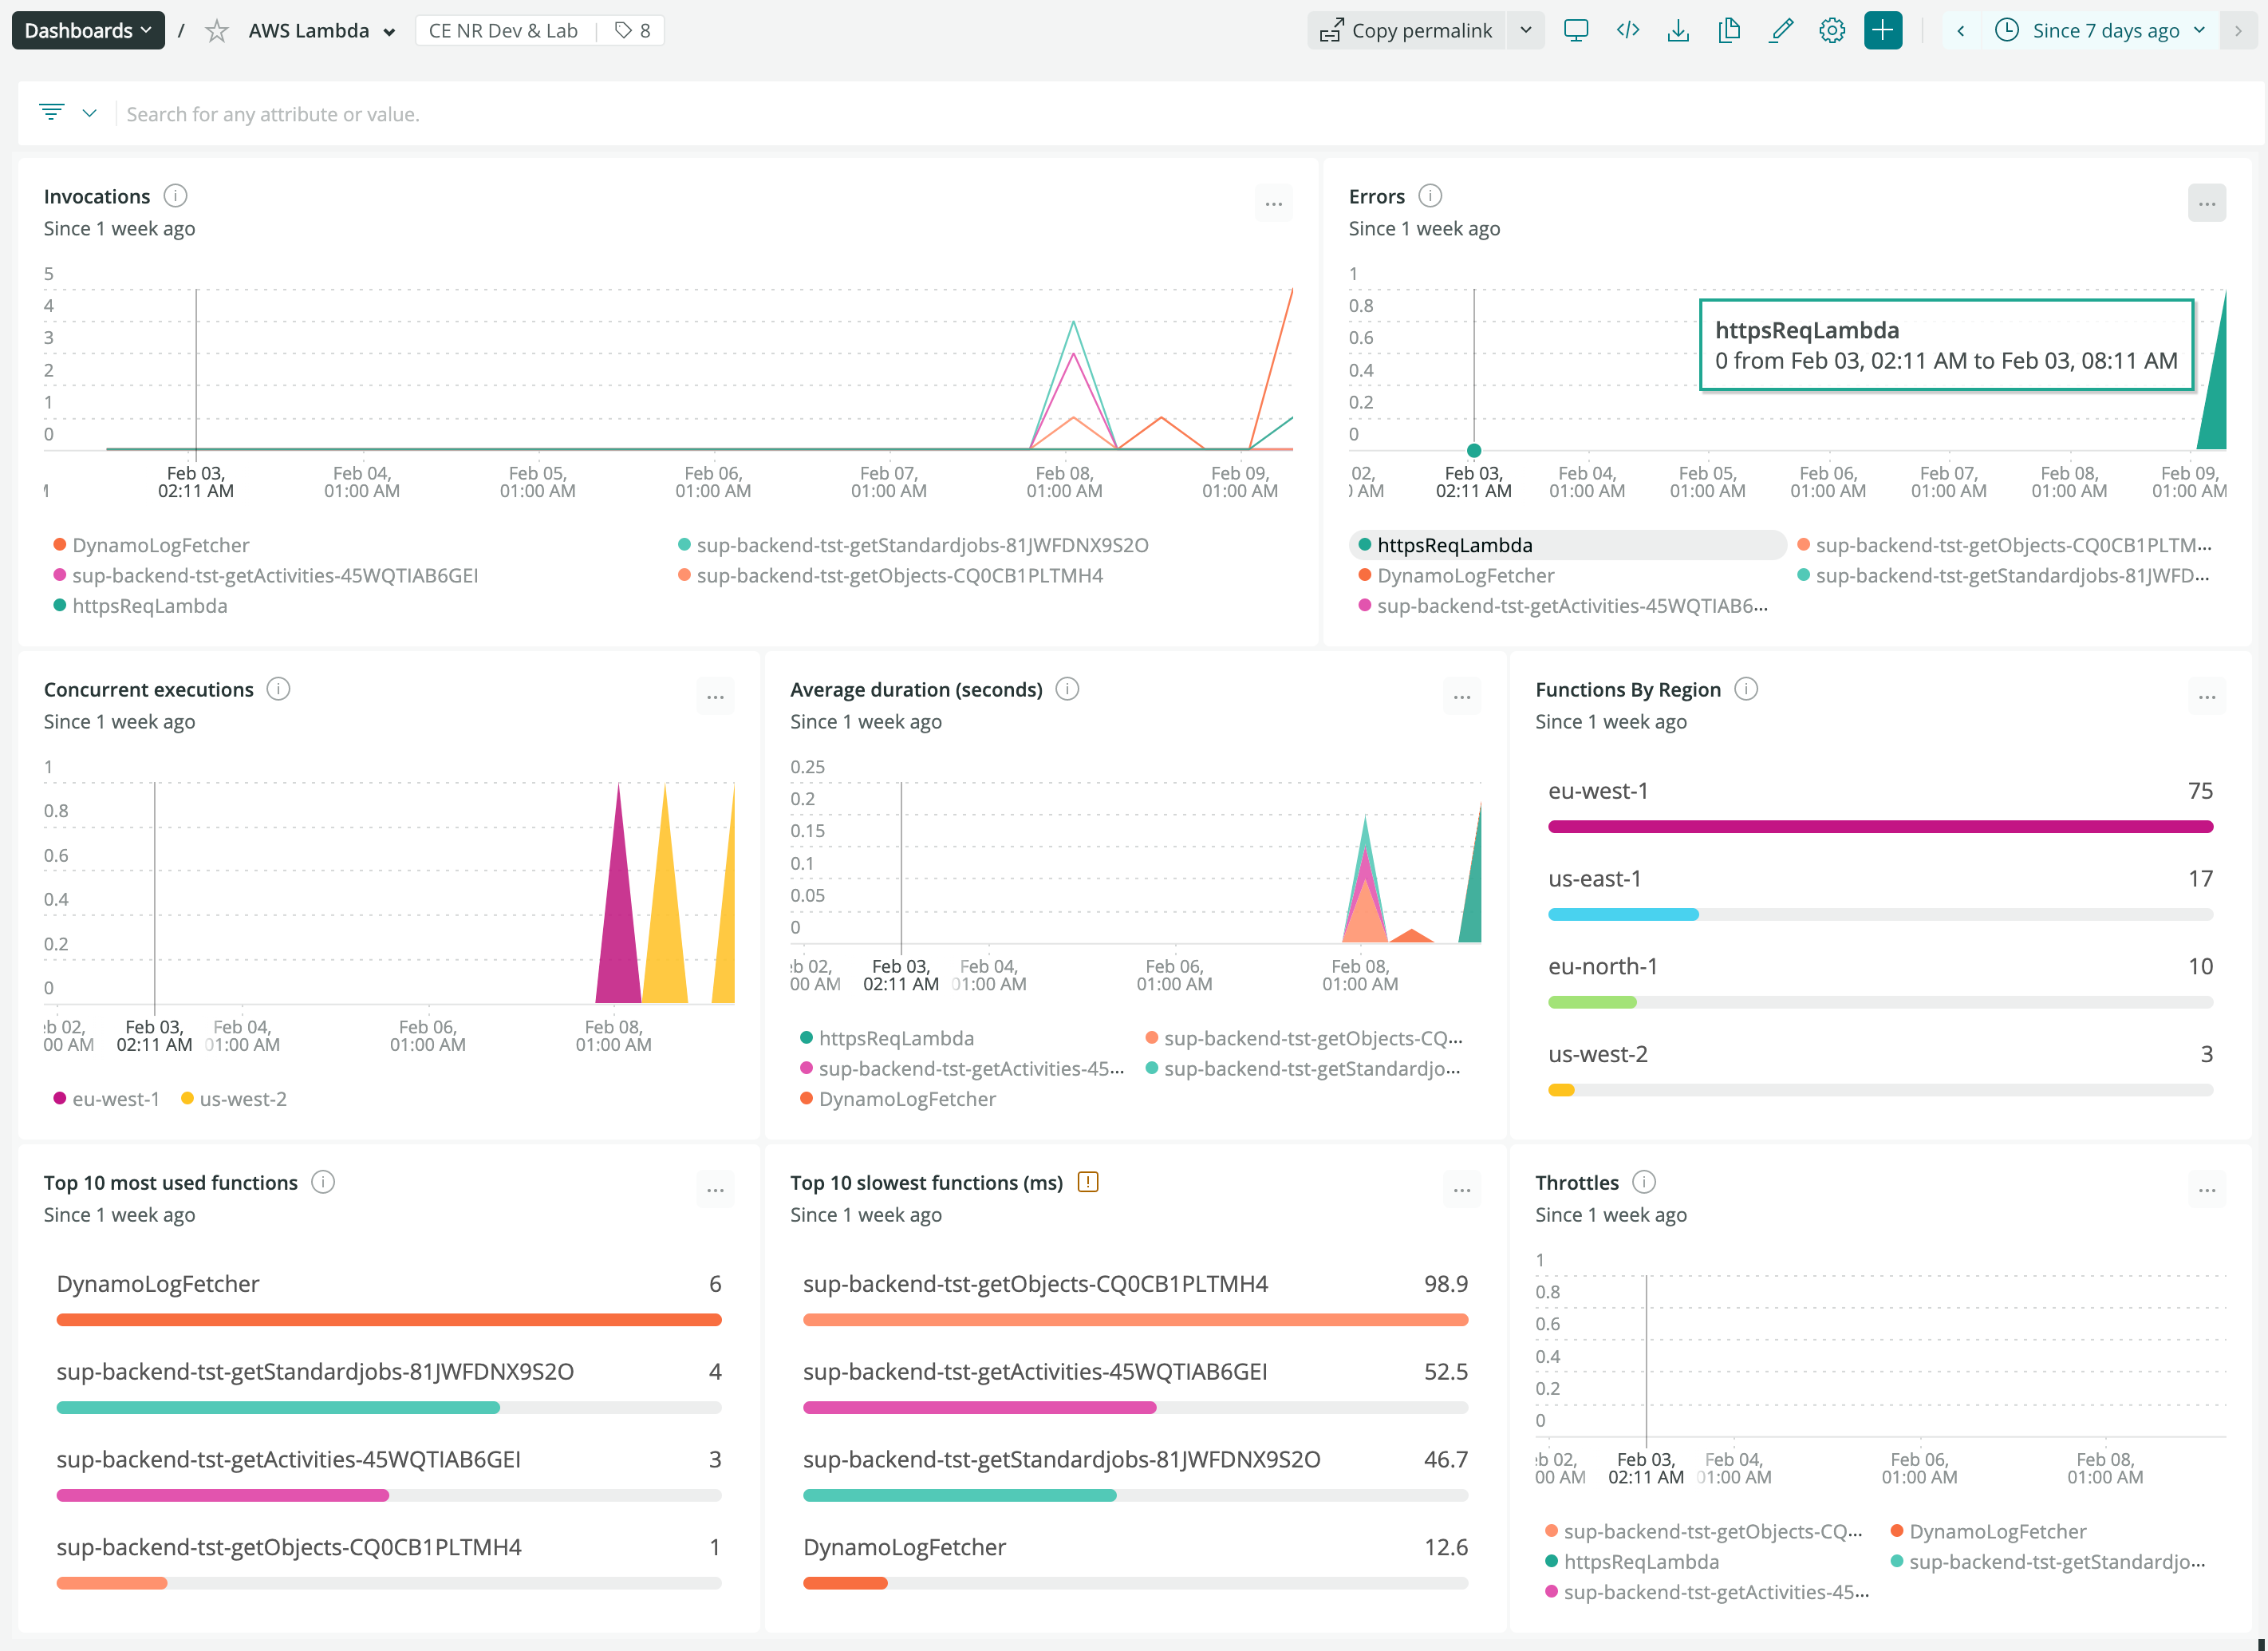 Dashboards / AWS Lambda CE NR Dev & Lab 8 Copy permalink Since 7 days ago
Search for any attribute or value.
Invocations
Since 1 week ago
5
4
3
2
1
0
Feb 03, Feb 04, Feb 05, Feb 06, Feb 07, Feb 08, Feb 09,
02:11 AM 01:00 AM 01:00 AM 01:00 AM 01:00 AM 01:00 AM 01:00 AM
DynamoLogFetcher sup-backend-tst-getStandardjobs-81JWFDNX9S2O
sup-backend-tst-getActivities-45WQTIAB6GEI sup-backend-tst-getObjects-CQ0CB1PLTMH4
httpsReqLambda
Errors
Since 1 week ago
1
0.8
0.6
0.4
0.2
0
httpsReqLambda
0 from Feb 03, 02:11 AM to Feb 03, 08:11 AM
02, Feb 03, Feb 04, Feb 05, Feb 06, Feb 07, Feb 08, Feb 09,
AM 02:11 AM 01:00 AM 01:00 AM 01:00 AM 01:00 AM 01:00 AM 01:00 AM
httpsReqLambda sup-backend-tst-getObjects-CQ0CB1PLTM...
DynamoLogFetcher sup-backend-tst-getStandardjobs-81JWFD...
sup-backend-tst-getActivities-45WQTIAB6...
Concurrent executions
Since 1 week ago
1
0.8
0.6
0.4
0.2
0
02, Feb 03, Feb 04, Feb 06, Feb 08,
00 AM 02:11 AM 01:00 AM 01:00 AM 01:00 AM
eu-west-1 us-west-2
Average duration (seconds)
Since 1 week ago
0.25
0.2
0.15
0.1
0.05
0
02, Feb 03, Feb 04, Feb 06, Feb 08,
00 AM 02:11 AM 01:00 AM 01:00 AM 01:00 AM
httpsReqLambda sup-backend-tst-getObjects-CQ...
sup-backend-tst-getActivities-45... sup-backend-tst-getStandardjo...
DynamoLogFetcher
Functions By Region
Since 1 week ago
eu-west-1 75
us-east-1 17
eu-north-1 10
us-west-2 3
Top 10 most used functions
Since 1 week ago
DynamoLogFetcher 6
sup-backend-tst-getStandardjobs-81JWFDNX9S2O 4
sup-backend-tst-getActivities-45WQTIAB6GEI 3
sup-backend-tst-getObjects-CQ0CB1PLTMH4 1
Top 10 slowest functions (ms)
Since 1 week ago
sup-backend-tst-getObjects-CQ0CB1PLTMH4 98.9
sup-backend-tst-getActivities-45WQTIAB6GEI 52.5
sup-backend-tst-getStandardjobs-81JWFDNX9S2O 46.7
DynamoLogFetcher 12.6
Throttles
Since 1 week ago
1
0.8
0.6
0.4
0.2
0
02, Feb 03, Feb 04, Feb 06, Feb 08,
00 AM 02:11 AM 01:00 AM 01:00 AM 01:00 AM
sup-backend-tst-getObjects-CQ... DynamoLogFetcher
httpsReqLambda sup-backend-tst-getStandardjo...
sup-backend-tst-getActivities-45...